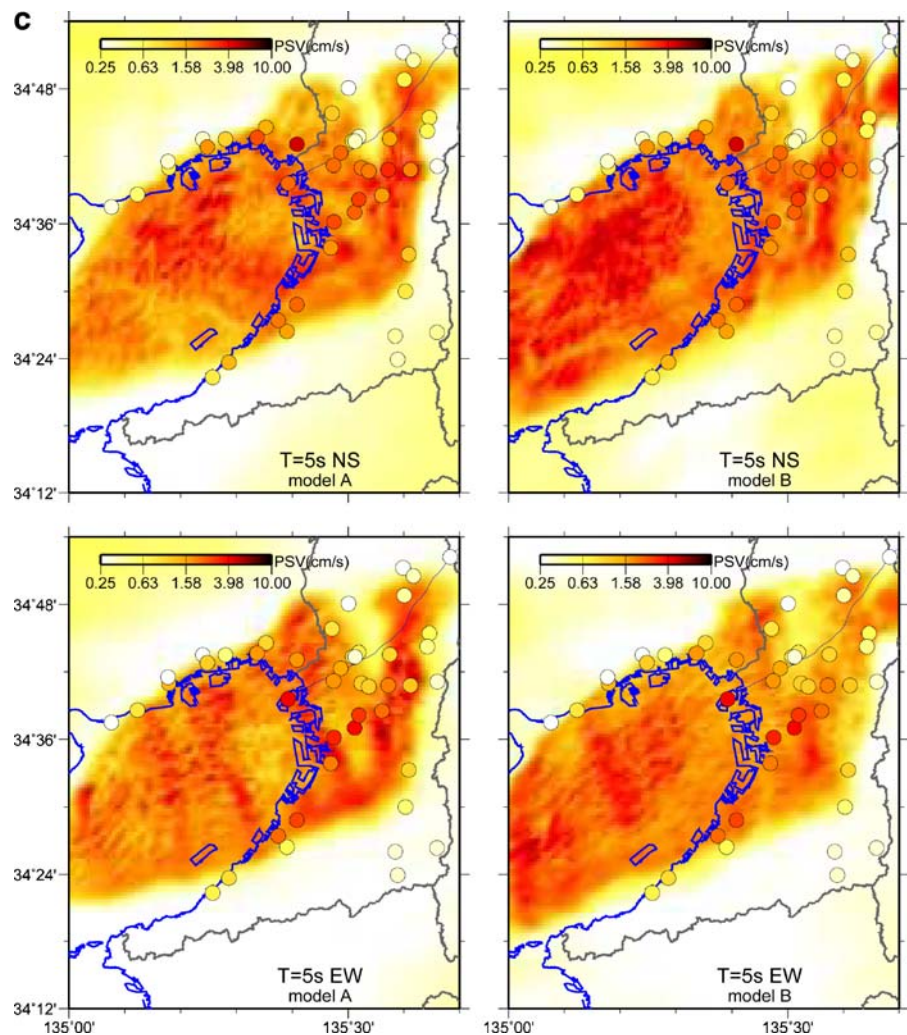 c
PSV(cm/s) PSV(cm/s)
0.25 0.63 1.58 3.98 10.00 0.25 0.63 1.58 3.98 10.00
34˚48'
34˚36'
34˚24'
T=5s NS T=5s NS
model A model B
34˚12'
PSV(cm/s) PSV(cm/s)
0.25 0.63 1.58 3.98 10.00 0.25 0.63 1.58 3.98 10.00
34˚48'
34˚36'
34˚24'
T=5s EW T=5s EW
model A model B
34˚12'
135˚00' 135˚30' 135˚00' 135˚30'